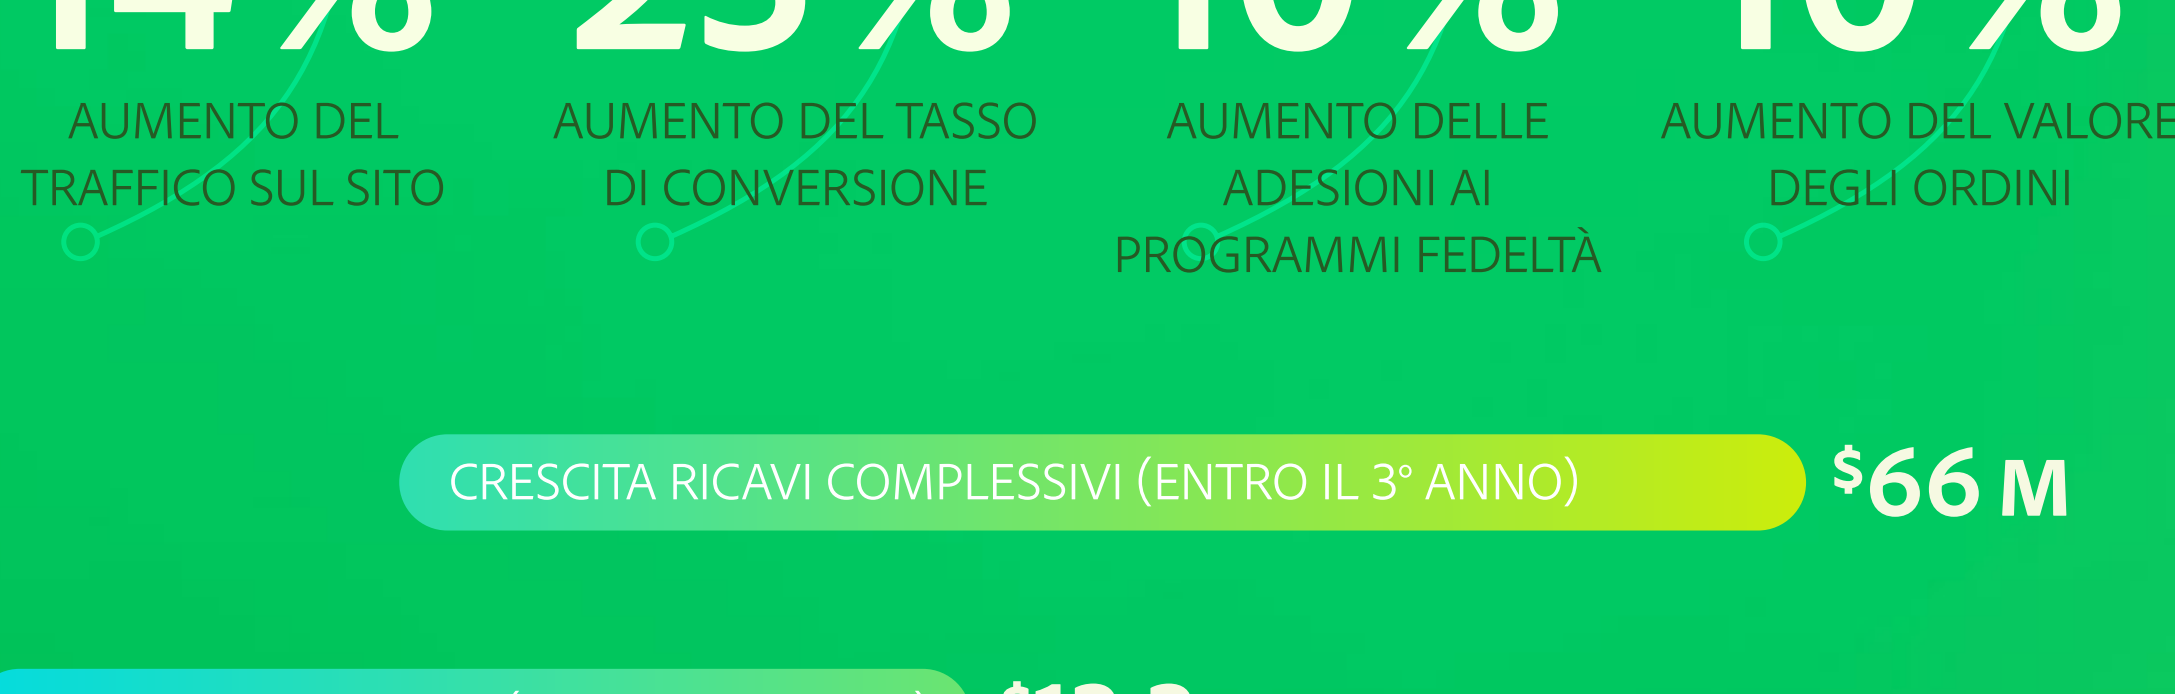 AUMENTO DEL
TRAFFICO SUL SITO
AUMENTO DEL TASSO
DI CONVERSIONE
AUMENTO DELLE
ADESIONI AI
PROGRAMMI FEDELTÀ
AUMENTO DEL VALORE
DEGLI ORDINI
CRESCITA RICAVI COMPLESSIVI (ENTRO IL 3° ANNO) $66 M